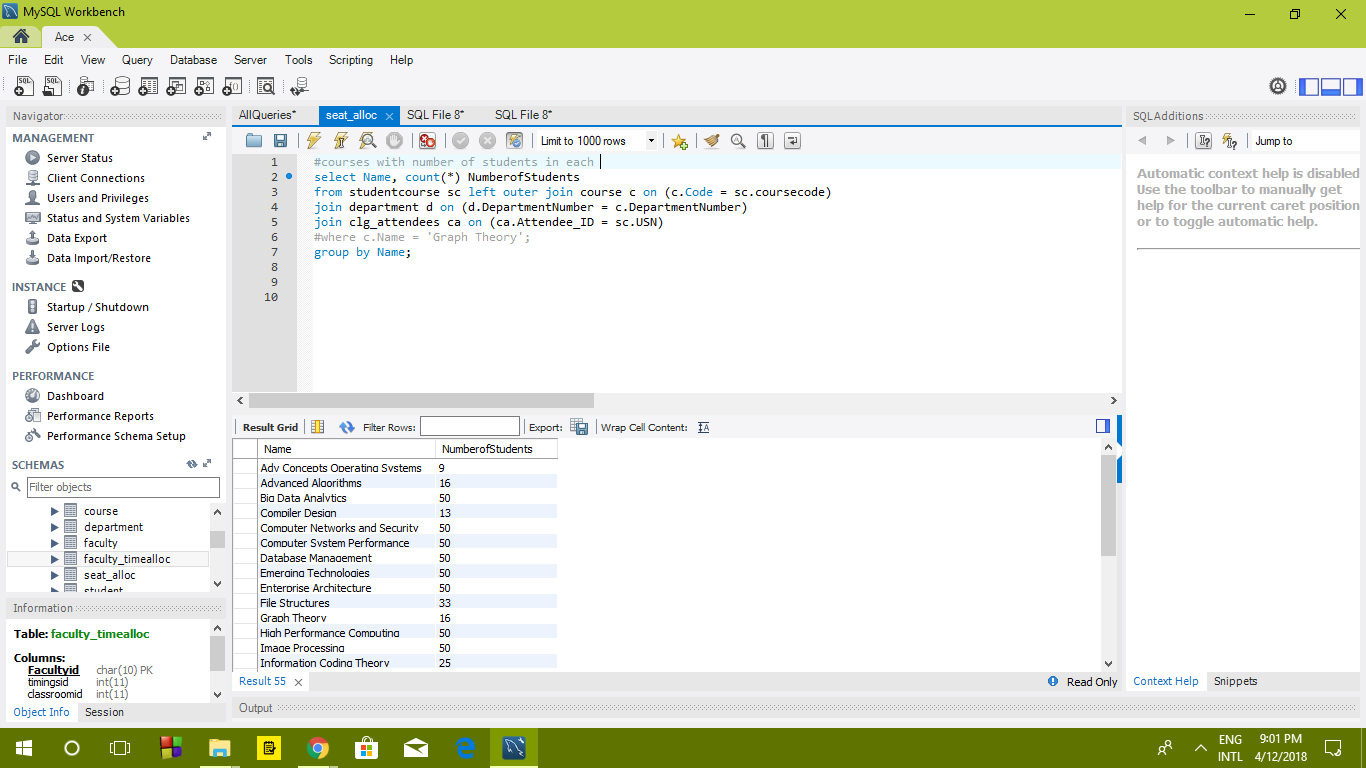 MySQL Workbench
Ace
File Edit View Query Database Server Tools Scripting Help
Navigator
MANAGEMENT
Server Status
Client Connections
Users and Privileges
Status and System Variables
Data Export
Data Import/Restore
INSTANCE
Startup / Shutdown
Server Logs
Options File
PERFORMANCE
Dashboard
Performance Reports
Performance Schema Setup
SCHEMAS
Filter objects
course
department
faculty
faculty_timealloc
seat_alloc
student
Information
Table: faculty_timealloc
Columns:
Facultyid char(10) PK
timingsid int(11)
classroomid int(11)
Object Info Session
AllQueries* seat_alloc SQL File 8* SQL File 8*
Limit to 1000 rows
1 #courses with number of students in each
2 select Name, count(*) NumberofStudents
3 from studentcourse sc left outer join course c on (c.Code = sc.coursecode)
4 join department d on (d.DepartmentNumber = c.DepartmentNumber)
5 join clg_attendees ca on (ca.Attendee_ID = sc.USN)
6 #where c.Name = 'Graph Theory';
7 group by Name;
8
9
10
Result Grid Filter Rows: Export: Wrap Cell Content: IA
Name NumberofStudents
Adv Concepts Operating Systems 9
Advanced Algorithms 16
Big Data Analytics 50
Compiler Design 13
Computer Networks and Security 50
Computer System Performance 50
Database Management 50
Emerging Technologies 50
Enterprise Architecture 50
File Structures 33
Graph Theory 16
High Performance Computing 50
Image Processing 50
Information Coding Theory 25
Result 55 Read Only
Output
SQLAdditions
Jump to
Automatic context help is disabled
Use the toolbar to manually get
help for the current caret position
or to toggle automatic help.
Context Help Snippets
ENG 9:01 PM
INTL 4/12/2018